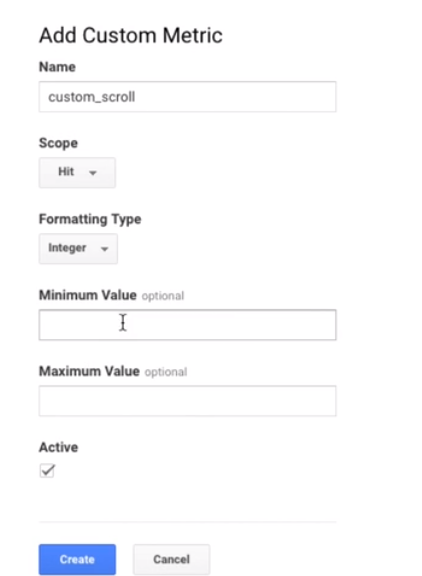 Add Custom Metric
Name
custom_scroll
Scope
Hit
Formatting Type
Integer
Minimum Value optional
Maximum Value optional
Active
Create Cancel